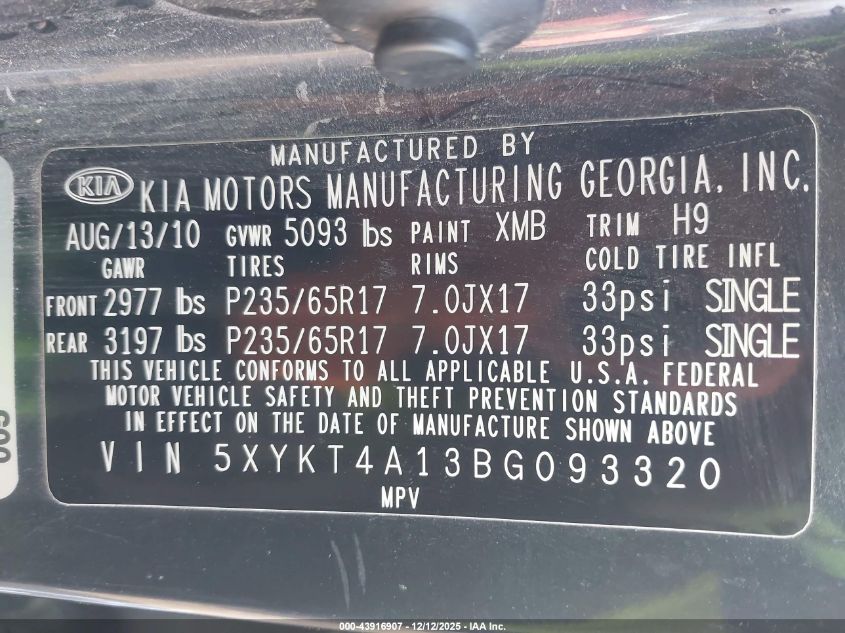 MANUFACTURED BY
KIA KIA MOTORS MANUFACTURING GEORGIA, INC.
AUG/13/10 GVWR 5093 lbs PAINT XMB TRIM H9
GAWR TIRES RIMS COLD TIRE INFL
FRONT 2977 lbs P235/65R17 7.0JX17 33psi SINGLE
REAR 3197 lbs P235/65R17 7.0JX17 33psi SINGLE
THIS VEHICLE CONFORMS TO ALL APPLICABLE U.S.A. FEDERAL
MOTOR VEHICLE SAFETY AND THEFT PREVENTION STANDARDS
IN EFFECT ON THE DATE OF MANUFACTURE SHOWN ABOVE
VIN 5XYKT4A13BG093320
MPV
000-43916907 - 12/12/2025 - IAA Inc.